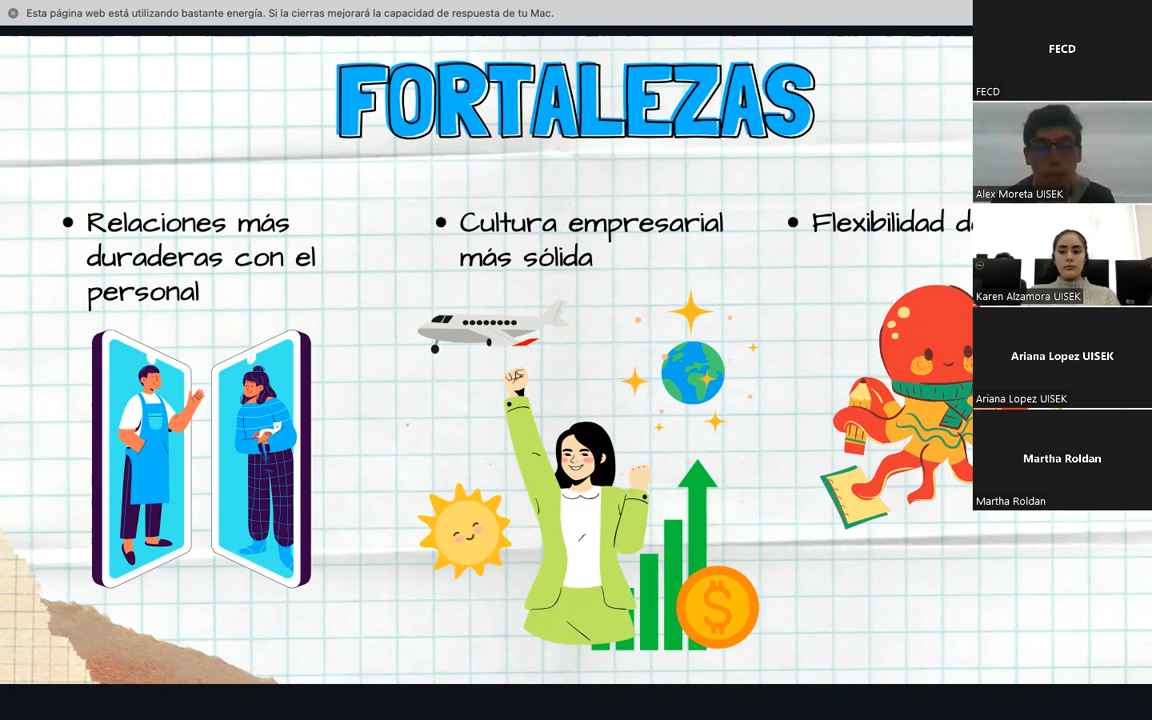 Esta página web está utilizando bastante energía. Si la cierras mejorará la capacidad de respuesta de tu Mac.
FORTALEZAS
• Relaciones más
duraderas con el
personal
• Cultura empresarial
más sólida
• Flexibilidad
FECD
FECD
Alex Moreta UISEK
Karen Alzamora UISEK
Ariana Lopez UISEK
Ariana Lopez UISEK
Martha Roldan
Martha Roldan
$